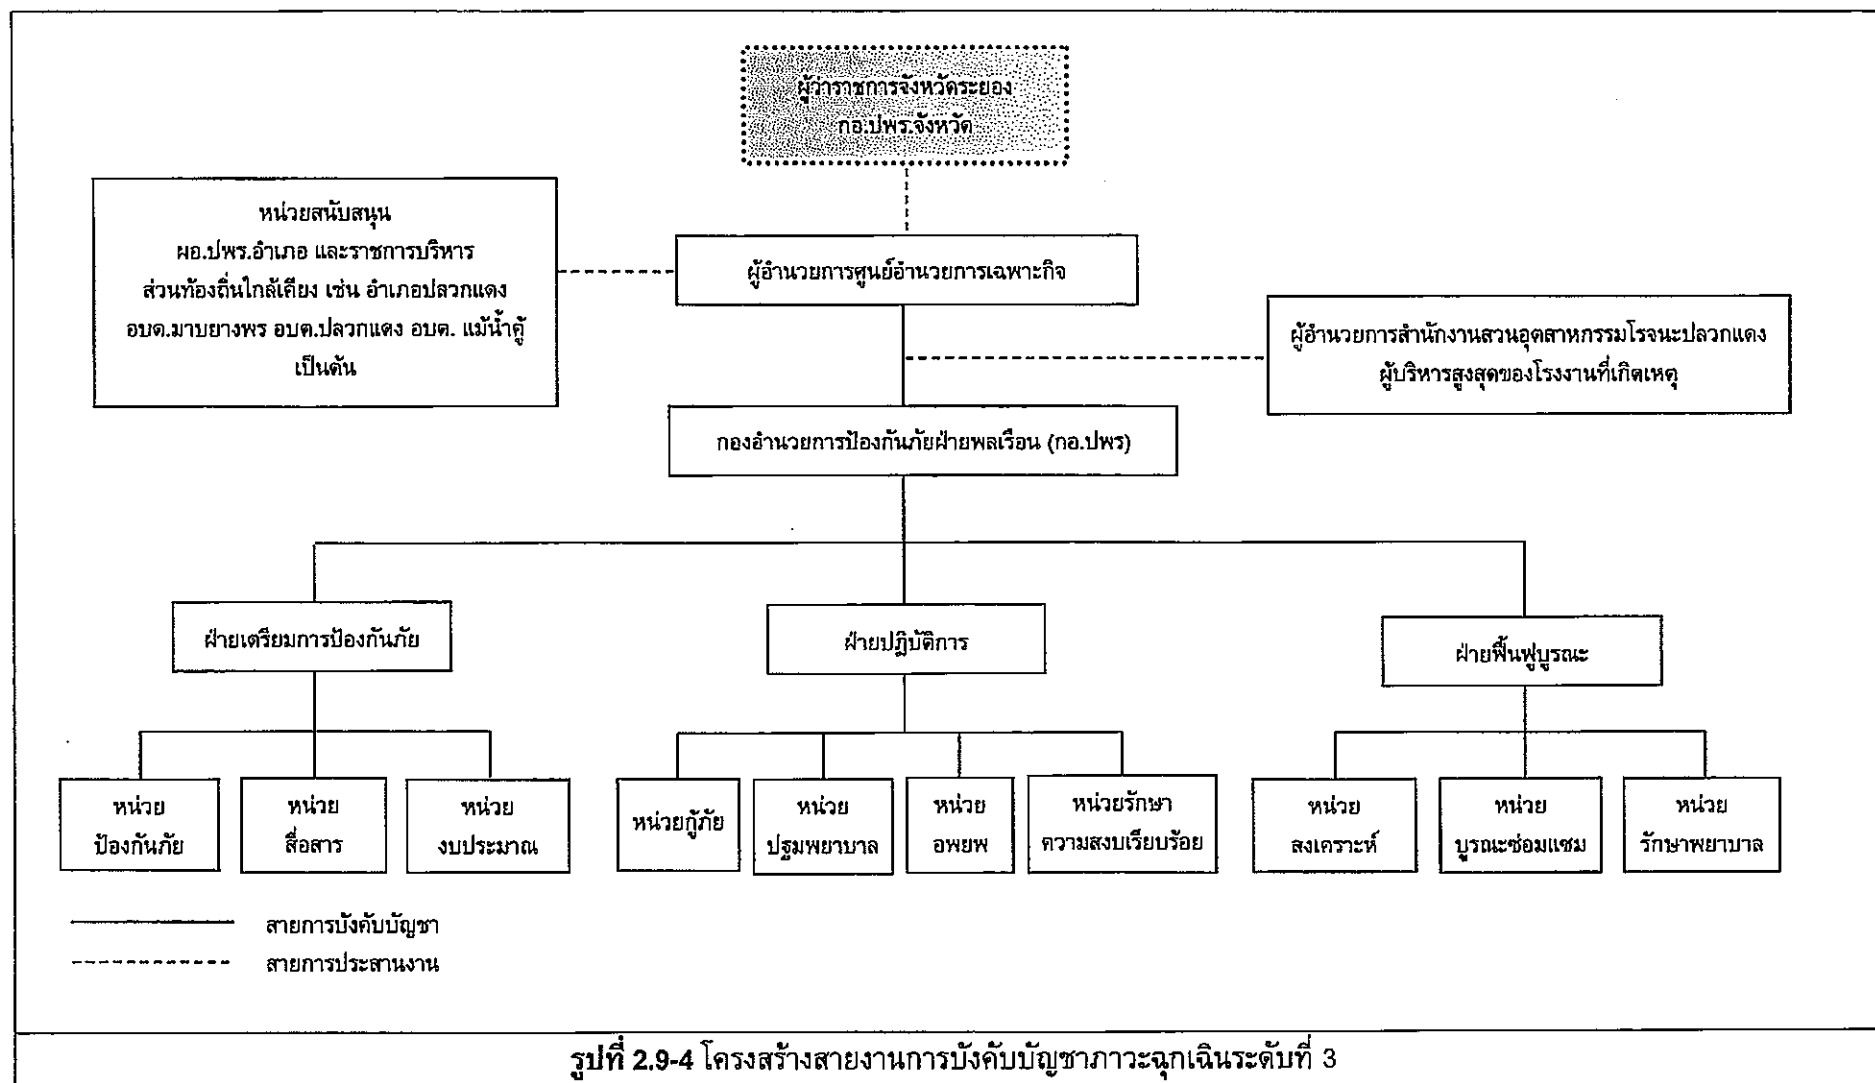 ผู้ว่าราชการจังหวัดระยอง
กอ.ปพร.จังหวัด
หน่วยสนับสนุน
ผอ.ปพร.อำเภอ และราชการบริหาร
ส่วนท้องถิ่นใกล้เคียง เช่น อำเภอปลวกแดง
อบต.มาบยางพร อบต.ปลวกแดง อบต. แม่น้ำคู้
เป็นต้น
ผู้อำนวยการศูนย์อำนวยการเฉพาะกิจ
ผู้อำนวยการสำนักงานสวนอุตสาหกรรมโรจนะปลวกแดง
ผู้บริหารสูงสุดของโรงงานที่เกิดเหตุ
กองอำนวยการป้องกันภัยฝ่ายพลเรือน (กอ.ปพร)
ฝ่ายเตรียมการป้องกันภัย
ฝ่ายปฏิบัติการ
ฝ่ายฟื้นฟูบูรณะ
หน่วย
ป้องกันภัย
หน่วย
สื่อสาร
หน่วย
งบประมาณ
หน่วยกู้ภัย
หน่วย
ปฐมพยาบาล
หน่วย
อพยพ
หน่วยรักษา
ความสงบเรียบร้อย
หน่วย
สงเคราะห์
หน่วย
บูรณะซ่อมแซม
หน่วย
รักษาพยาบาล
สายการบังคับบัญชา
สายการประสานงาน
รูปที่ 2.9-4 โครงสร้างสายงานการบังคับบัญชาภาวะฉุกเฉินระดับที่ 3